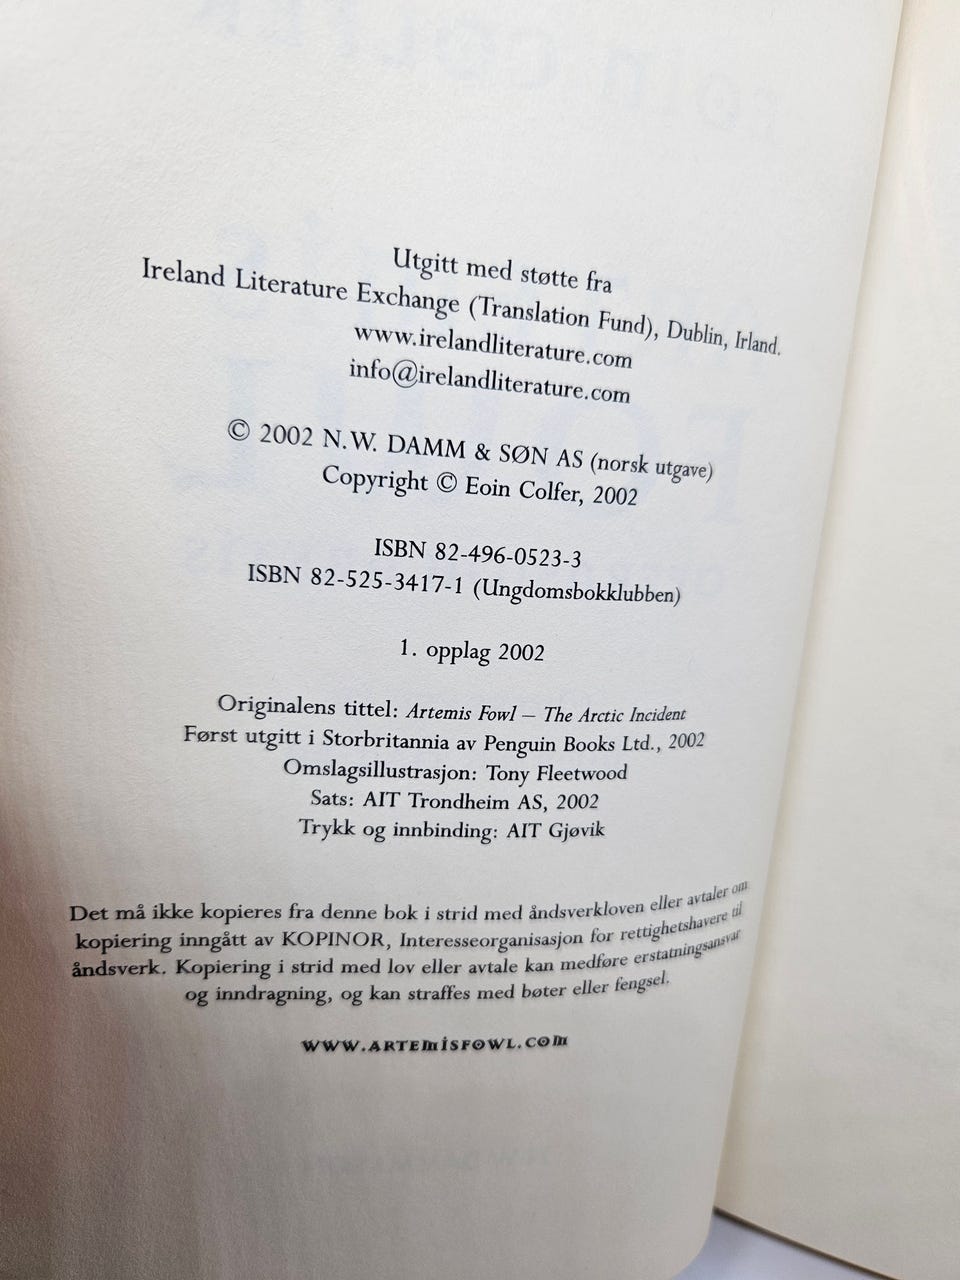 Utgitt med støtte fra
Ireland Literature Exchange (Translation Fund), Dublin, Irland.
www.irelandliterature.com
info@irelandliterature.com
© 2002 N.W. DAMM & SØN AS (norsk utgave)
Copyright © Eoin Colfer, 2002
ISBN 82-496-0523-3
ISBN 82-525-3417-1 (Ungdomsbokklubben)
1. opplag 2002
Originalens tittel: Artemis Fowl – The Arctic Incident
Først utgitt i Storbritannia av Penguin Books Ltd., 2002
Omslagsillustrasjon: Tony Fleetwood
Sats: AIT Trondheim AS, 2002
Trykk og innbinding: AIT Gjøvik
Det må ikke kopieres fra denne bok i strid med åndsverkloven eller avtaler om
kopiering inngått av KOPINOR, Interesseorganisasjon for rettighetshavere til
åndsverk. Kopiering i strid med lov eller avtale kan medføre erstatningsansvar
og inndragning, og kan straffes med bøter eller fengsel.
WWW.ARTEMISFOWL.COM